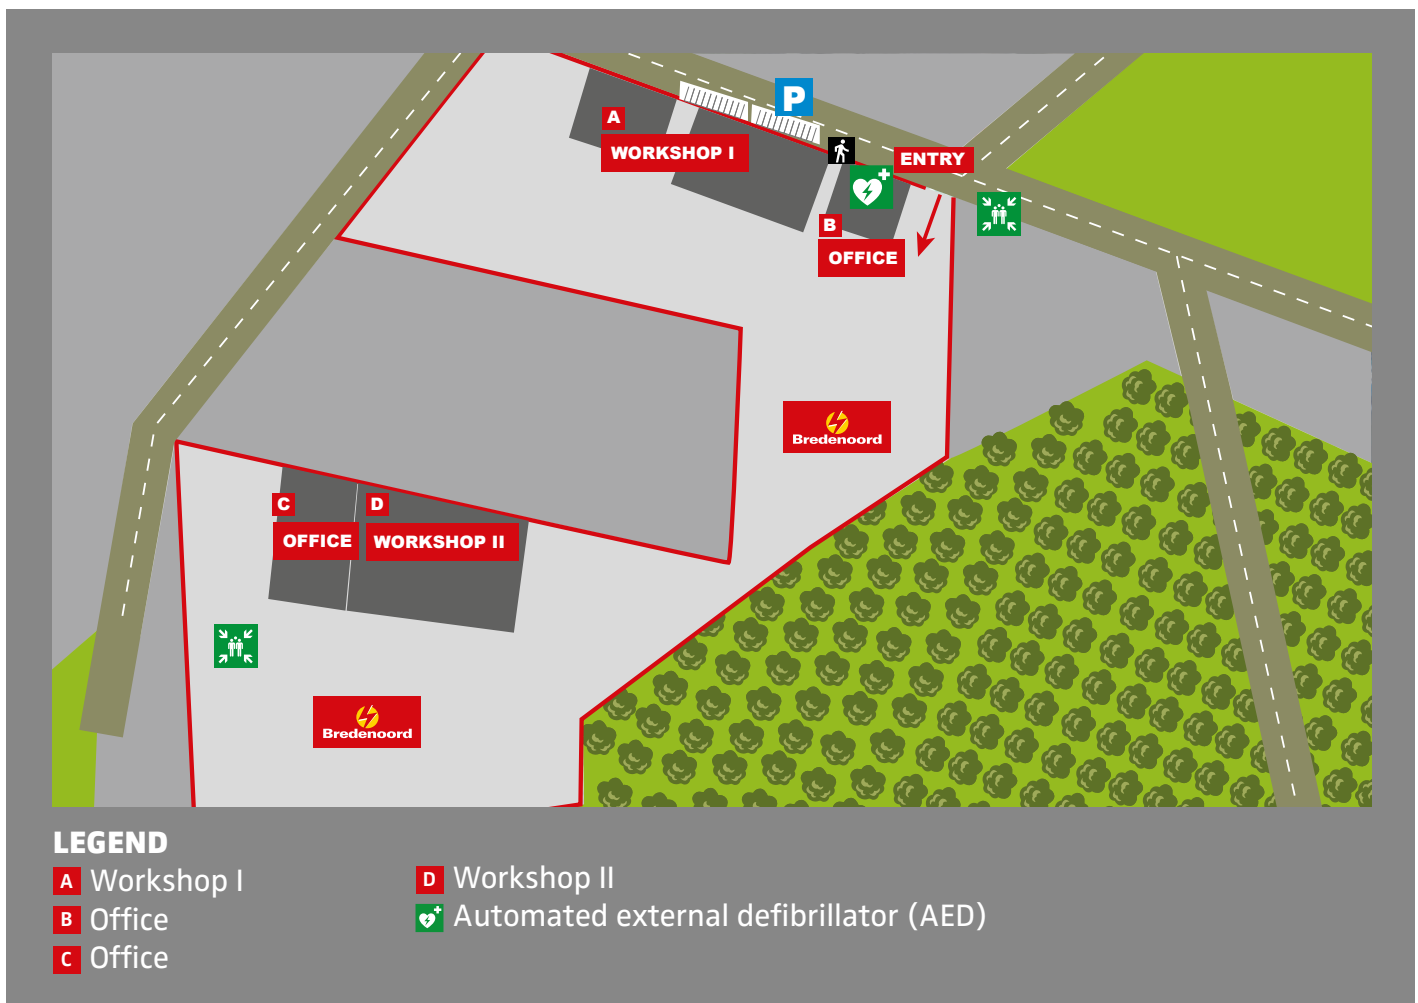 P
A
WORKSHOP I
ENTRY
B
OFFICE
Bredenoord
C
D
OFFICE
WORKSHOP II
Bredenoord
LEGEND
A Workshop I
B Office
C Office
D Workshop II
Automated external defibrillator (AED)